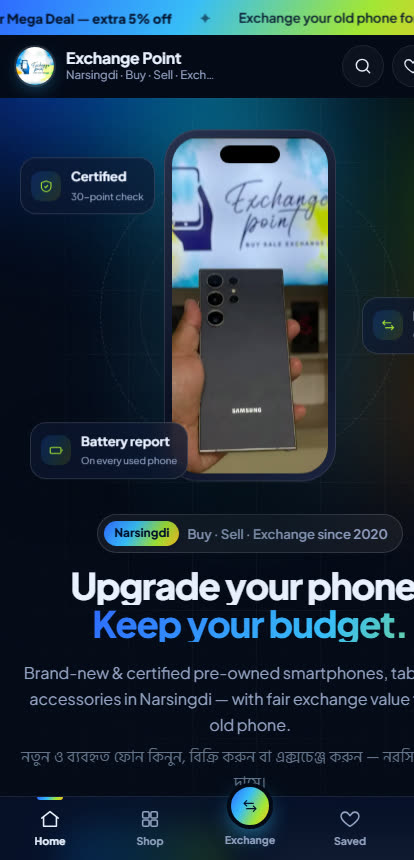 r Mega Deal — extra 5% off ✦ Exchange your old phone fo
Exchange Point
Narsingdi · Buy · Sell · Exch...
Certified
30-point check
Exchange
point
BUY SALE EXCHANGE
SAMSUNG
Battery report
On every used phone
Narsingdi Buy · Sell · Exchange since 2020
Upgrade your phone
Keep your budget.
Brand-new & certified pre-owned smartphones, tab
accessories in Narsingdi — with fair exchange value
old phone.
নতুন ও ব্যবহৃত ফোন কিনুন, বিক্রি করুন বা এক্সচেঞ্জ করুন — নরসি
Home Shop Exchange Saved